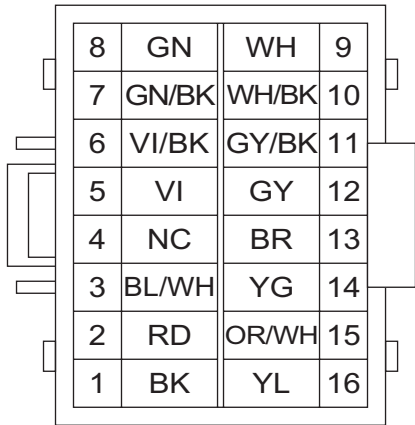 8 GN WH 9
7 GN/BK WH/BK 10
6 VI/BK GY/BK 11
5 VI GY 12
4 NC BR 13
3 BL/WH YG 14
2 RD OR/WH 15
1 BK YL 16